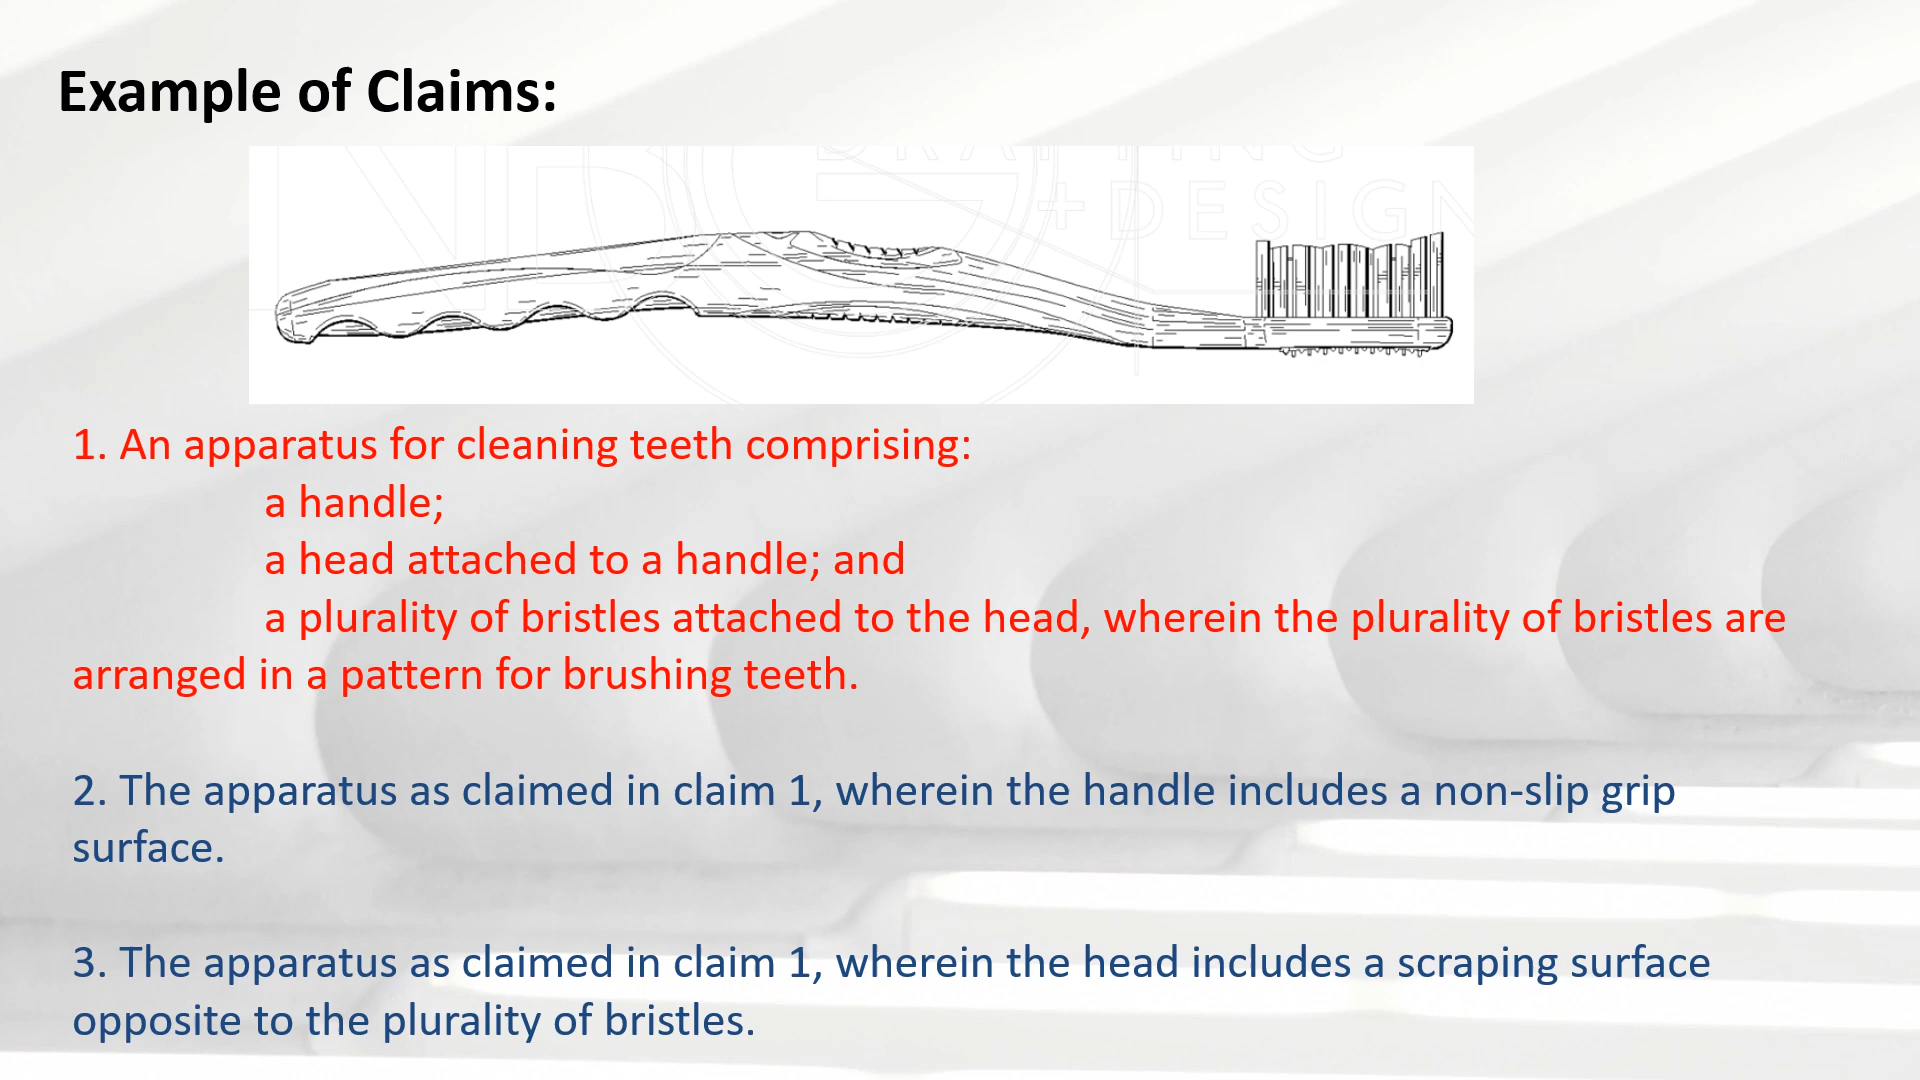 Example of Claims:
DRAFTING
+DESIGN
1. An apparatus for cleaning teeth comprising:
a handle;
a head attached to a handle; and
a plurality of bristles attached to the head, wherein the plurality of bristles are
arranged in a pattern for brushing teeth.
2. The apparatus as claimed in claim 1, wherein the handle includes a non-slip grip
surface.
3. The apparatus as claimed in claim 1, wherein the head includes a scraping surface
opposite to the plurality of bristles.